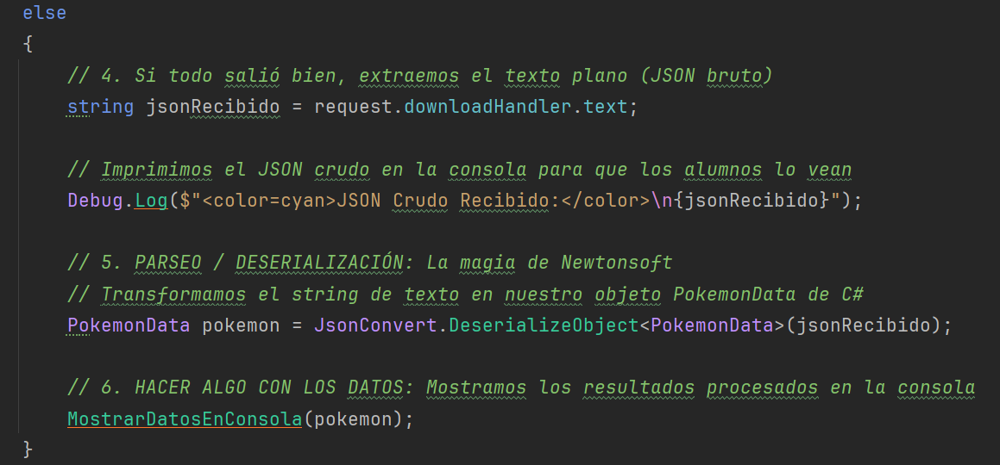 else
{
// 4. Si todo salió bien, extraemos el texto plano (JSON bruto)
string jsonRecibido = request.downloadHandler.text;
// Imprimimos el JSON crudo en la consola para que los alumnos lo vean
Debug.Log($"<color=cyan>JSON Crudo Recibido:</color>\n{jsonRecibido}");
// 5. PARSEO / DESERIALIZACIÓN: La magia de Newtonsoft
// Transformamos el string de texto en nuestro objeto PokemonData de C#
PokemonData pokemon = JsonConvert.DeserializeObject<PokemonData>(jsonRecibido);
// 6. HACER ALGO CON LOS DATOS: Mostramos los resultados procesados en la consola
MostrarDatosEnConsola(pokemon);
}